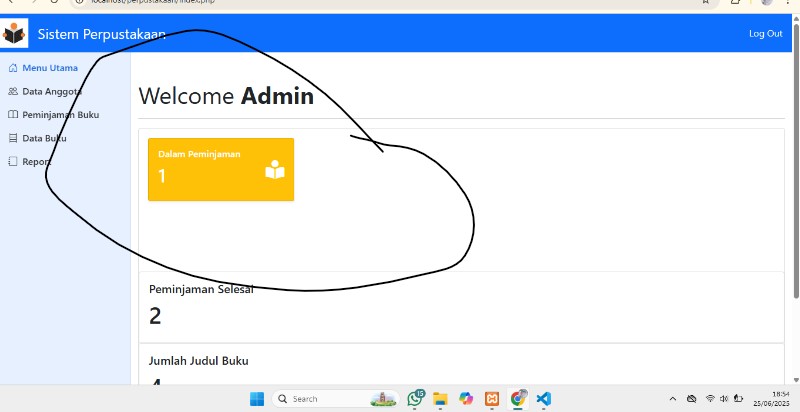 localhost/perpustakaan/index.php
Sistem Perpustakaan
Log Out
Menu Utama
Data Anggota
Peminjaman Buku
Data Buku
Report
Welcome Admin
Dalam Peminjaman
1
Peminjaman Selesai
2
Jumlah Judul Buku
Search
15
18:54
25/06/2025